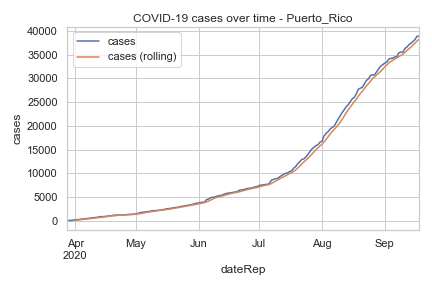 COVID-19 cases over time - Puerto_Rico
cases
cases (rolling)
40000
35000
30000
25000
20000
15000
10000
5000
0
cases
Apr
2020
May
Jun
Jul
Aug
Sep
dateRep